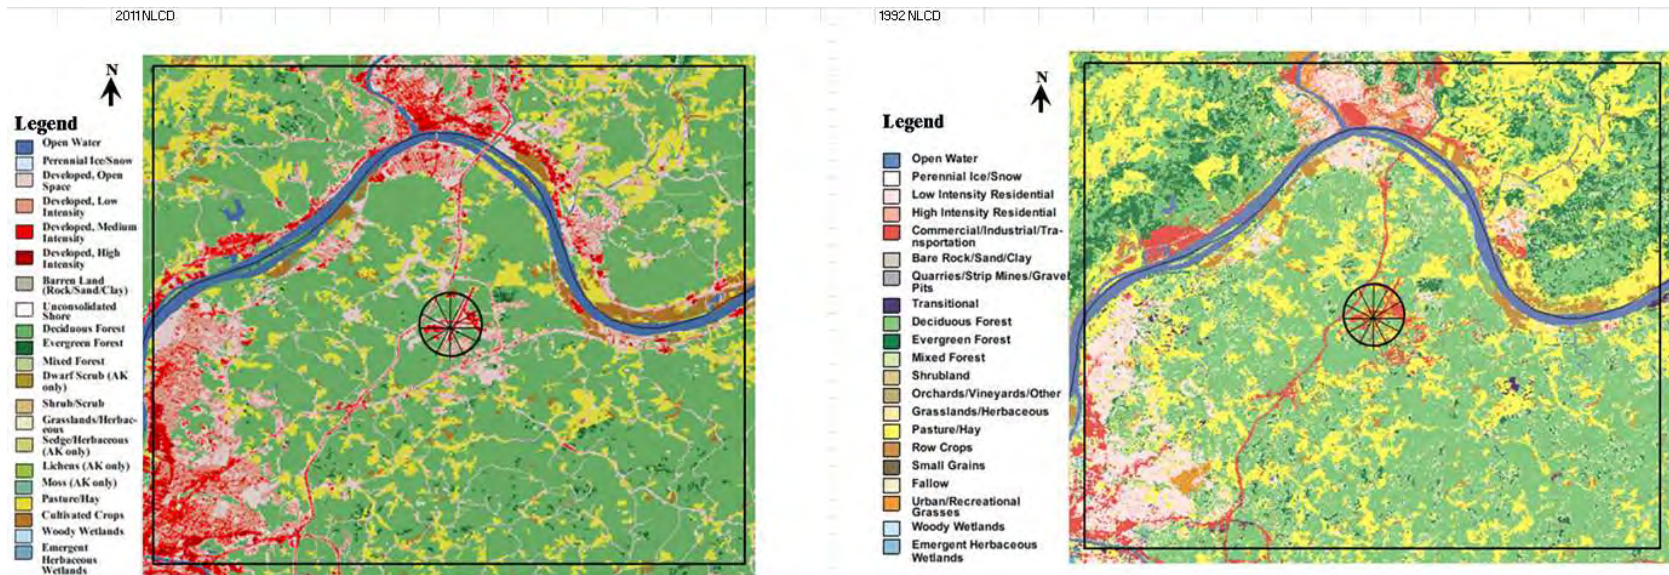 2011NLCD
N
Legend
Open Water
Perennial Ice/Snow
Developed, Open
Space
Developed, Low
Intensity
Developed, Medium
Intensity
Developed, High
Intensity
Barren Land
(Rock/Sand/Clay)
Unconsolidated
Shore
Deciduous Forest
Evergreen Forest
Mixed Forest
Dwarf Scrub (AK
only)
Shrub/Scrub
Grasslands/Herbac-
eous
Sedge/Herbaceous
(AK only)
Lichens (AK only)
Moss (AK only)
Pasture/Hay
Cultivated Crops
Woody Wetlands
Emergent
Herbaceous
Wetlands
1992NLCD
N
Legend
Open Water
Perennial Ice/Snow
Low Intensity Residential
High Intensity Residential
Commercial/Industrial/Tra-
nsportation
Bare Rock/Sand/Clay
Quarries/Strip Mines/Gravel
Pits
Transitional
Deciduous Forest
Evergreen Forest
Mixed Forest
Shrubland
Orchards/Vineyards/Other
Grasslands/Herbaceous
Pasture/Hay
Row Crops
Small Grains
Fallow
Urban/Recreational
Grasses
Woody Wetlands
Emergent Herbaceous
Wetlands